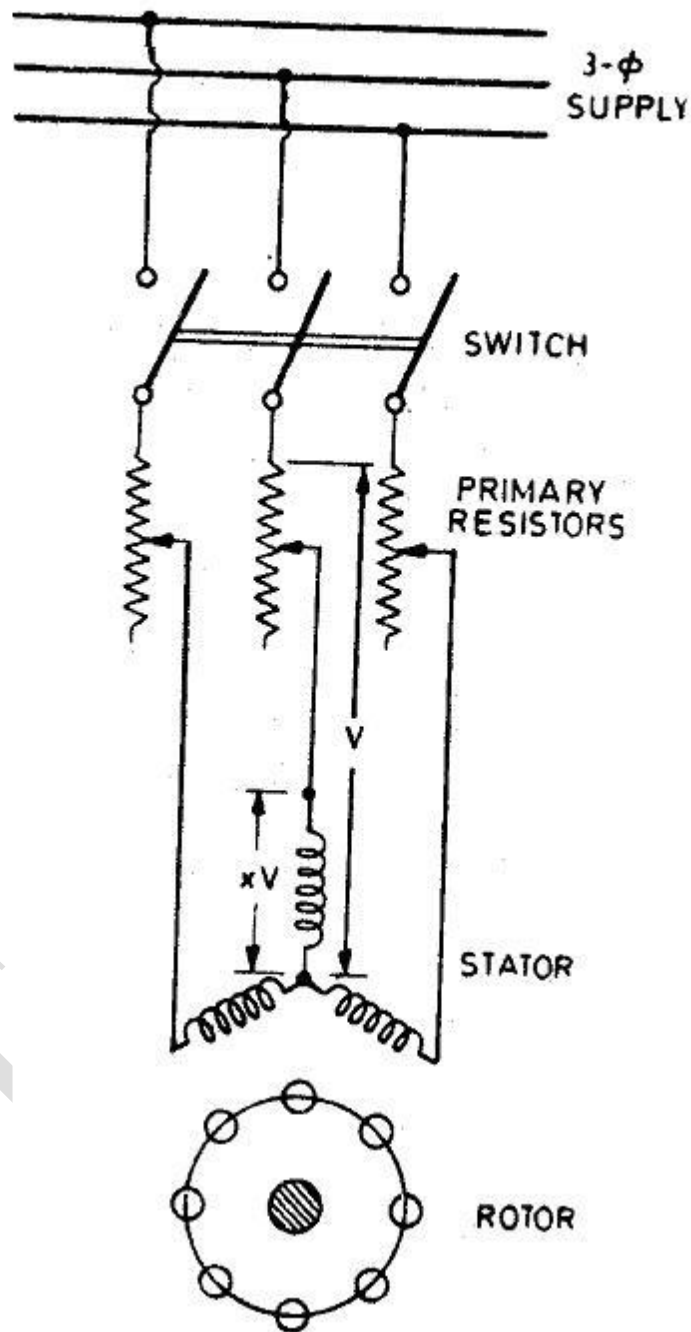 3-ϕ
SUPPLY
SWITCH
PRIMARY
RESISTORS
V
xV
STATOR
ROTOR